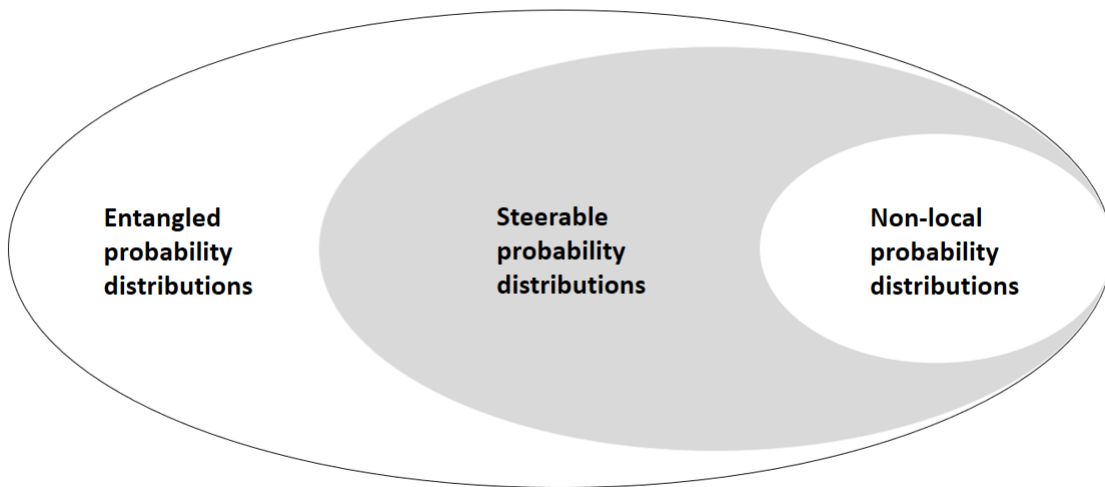 Entangled
probability
distributions
Steerable
probability
distributions
Non-local
probability
distributions